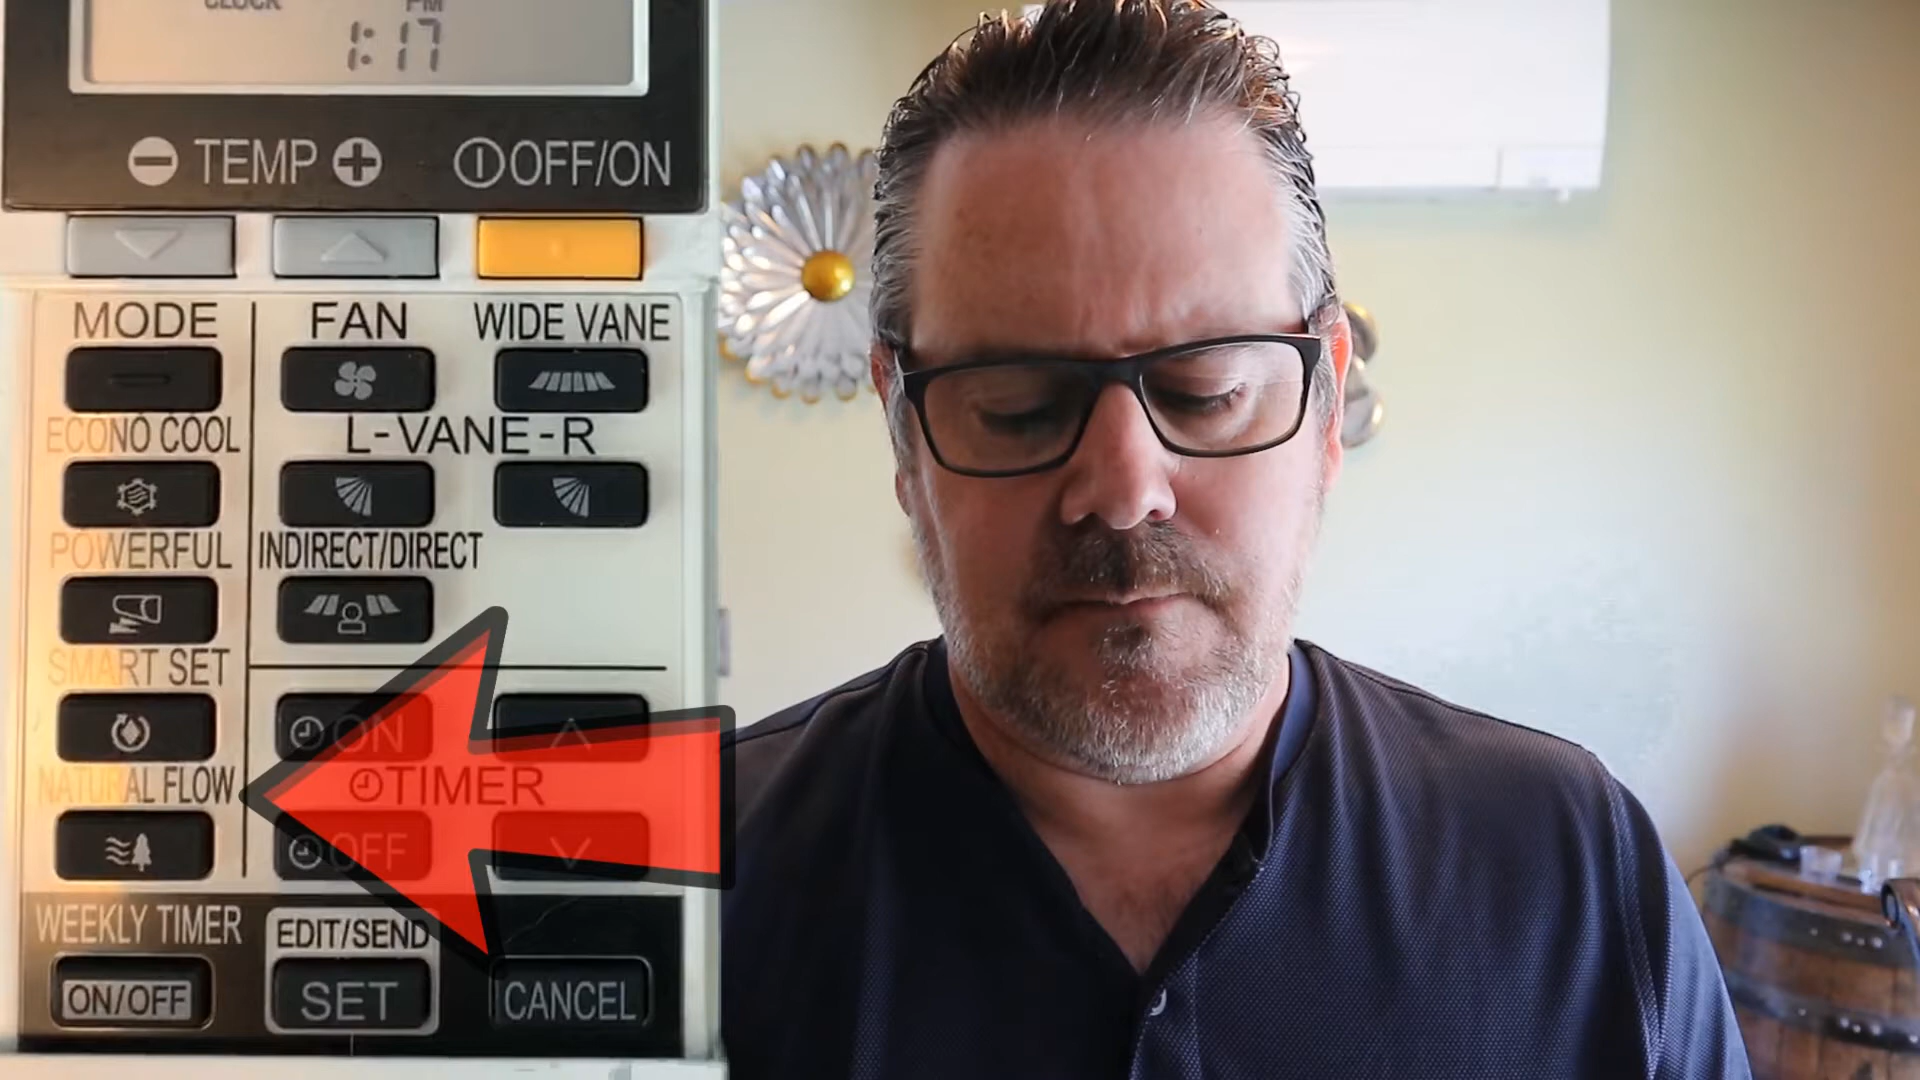 CLOCK PM
1:17
TEMP OFF/ON
MODE FAN WIDE VANE
ECONO COOL L-VANE-R
POWERFUL INDIRECT/DIRECT
SMART SET
ON
NATURAL FLOW TIMER
OFF
WEEKLY TIMER EDIT/SEND
ON/OFF SET CANCEL